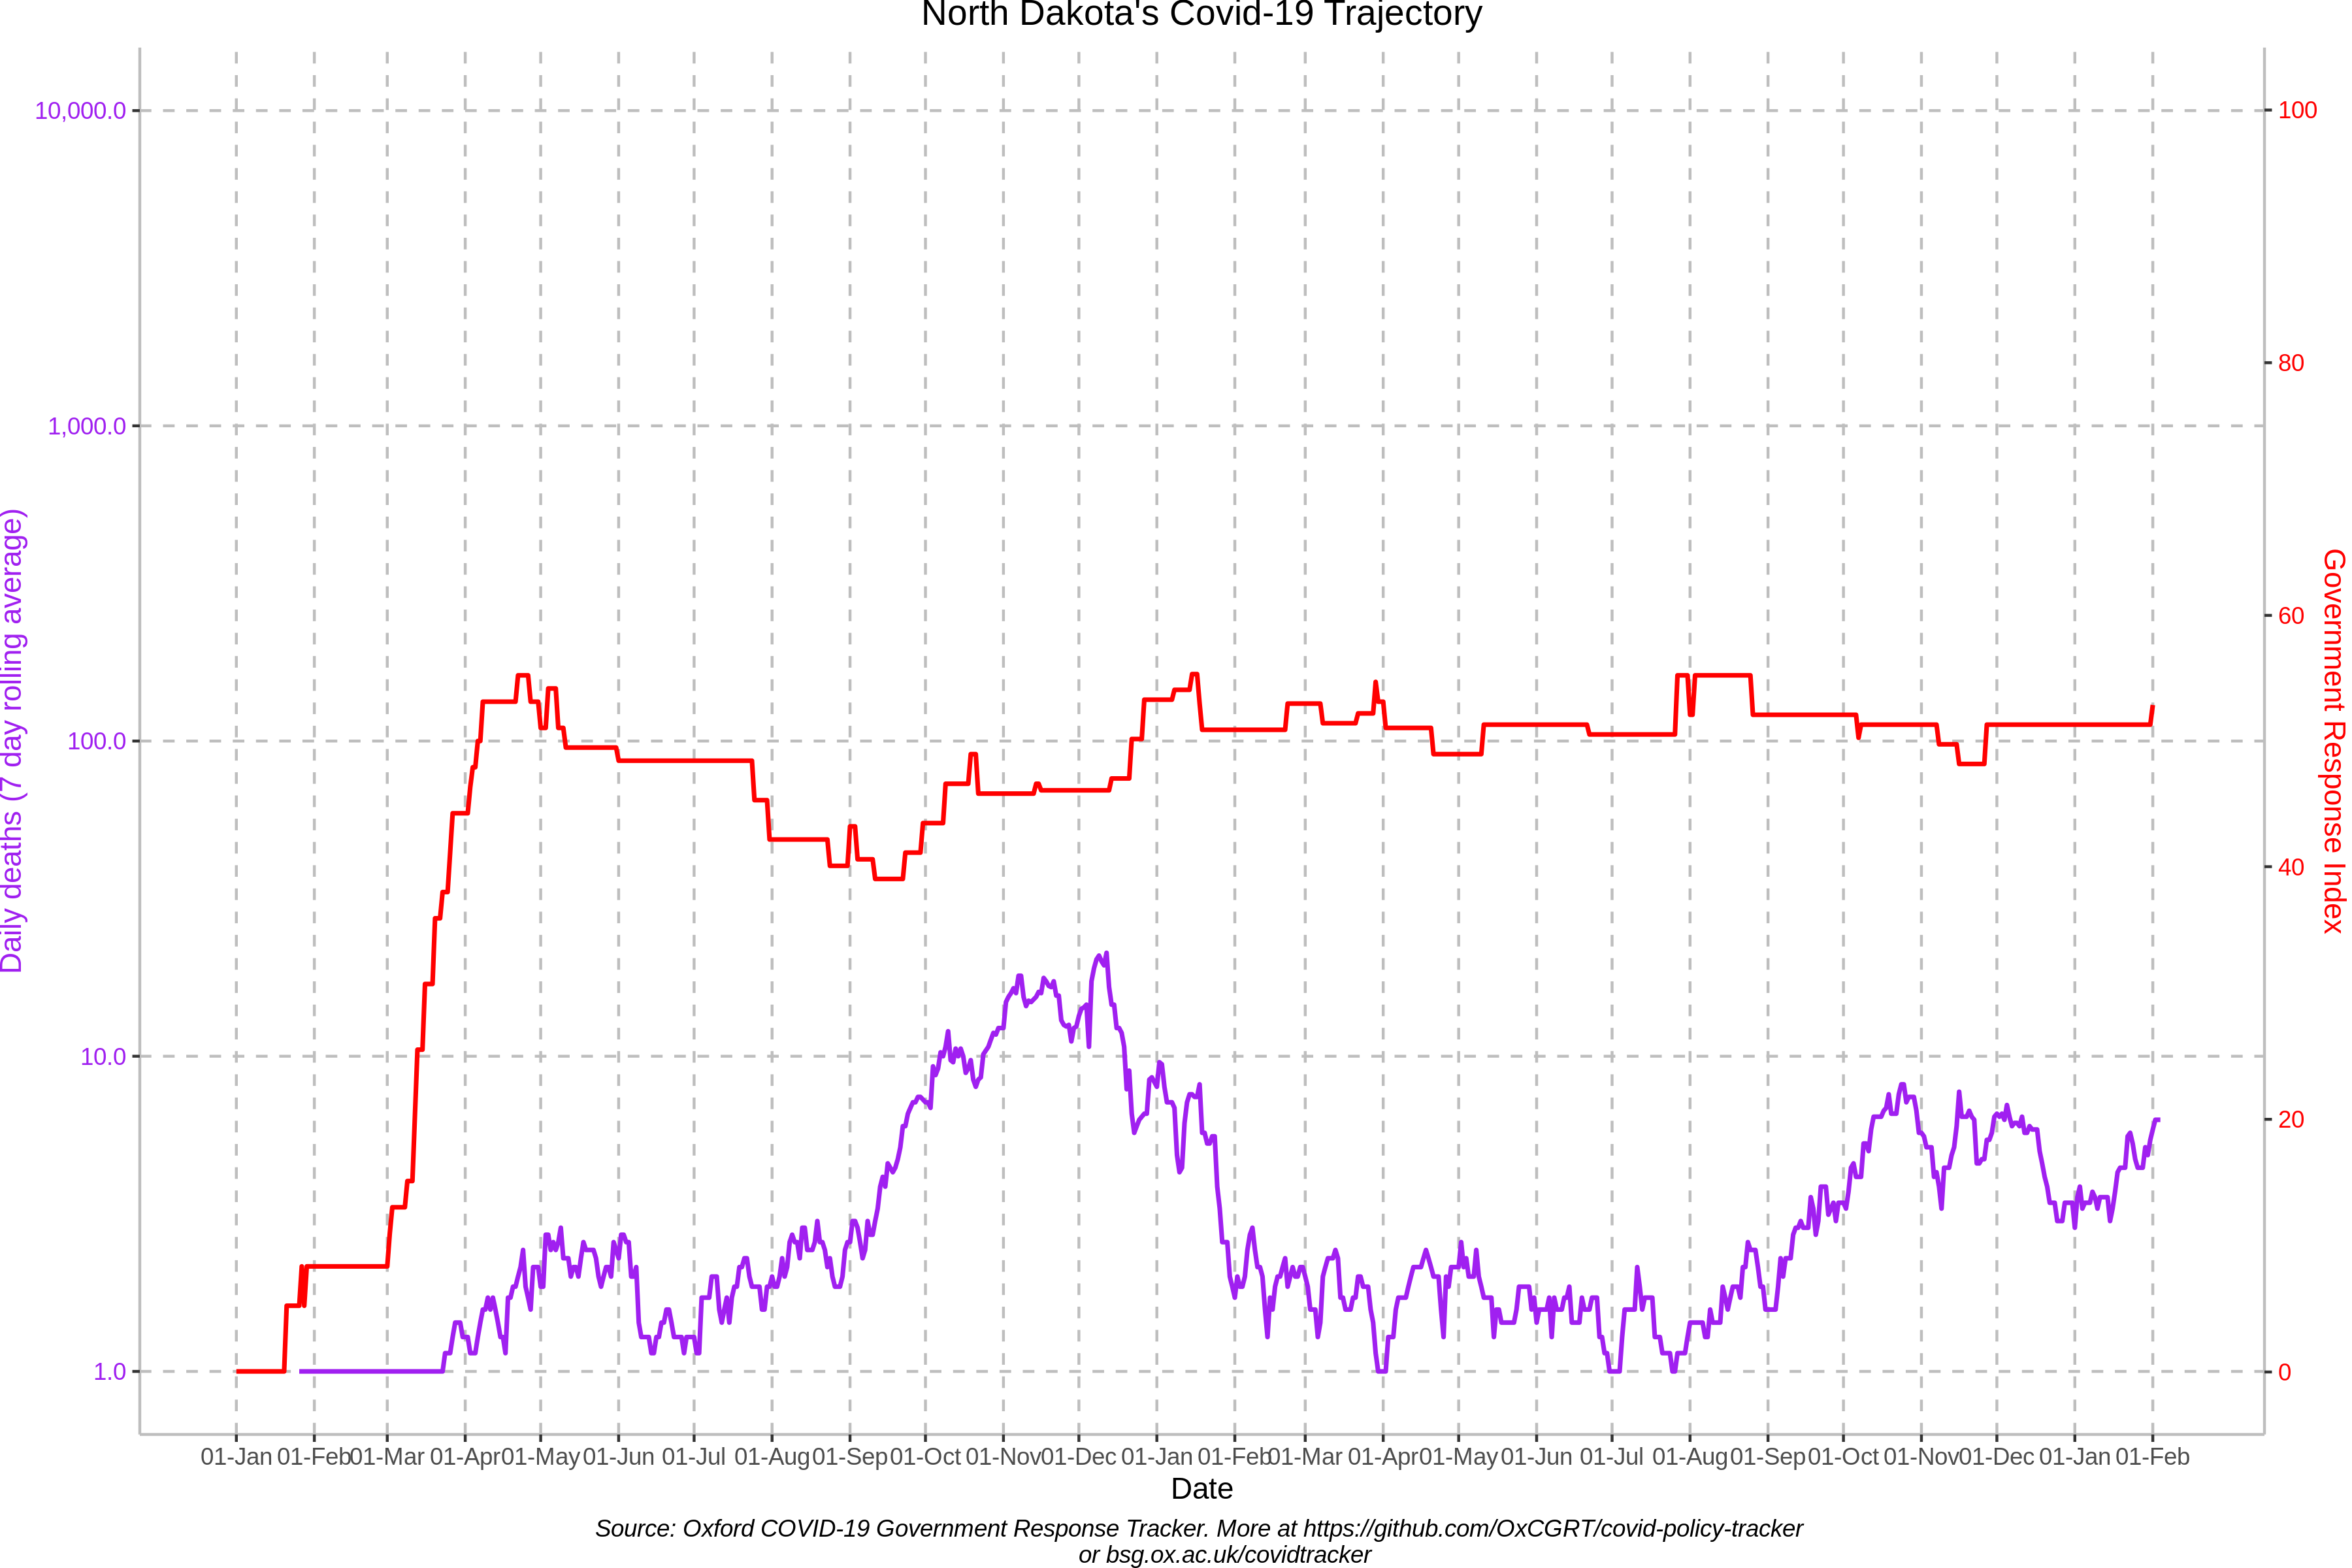 North Dakota's Covid-19 Trajectory
10,000.0
1,000.0
100.0
10.0
1.0
Daily deaths (7 day rolling average)
100
80
60
40
20
0
Government Response Index
01-Jan 01-Feb 01-Mar 01-Apr 01-May 01-Jun 01-Jul 01-Aug 01-Sep 01-Oct 01-Nov 01-Dec 01-Jan 01-Feb 01-Mar 01-Apr 01-May 01-Jun 01-Jul 01-Aug 01-Sep 01-Oct 01-Nov 01-Dec 01-Jan 01-Feb
Date
Source: Oxford COVID-19 Government Response Tracker. More at https://github.com/OxCGRT/covid-policy-tracker
or bsg.ox.ac.uk/covidtracker